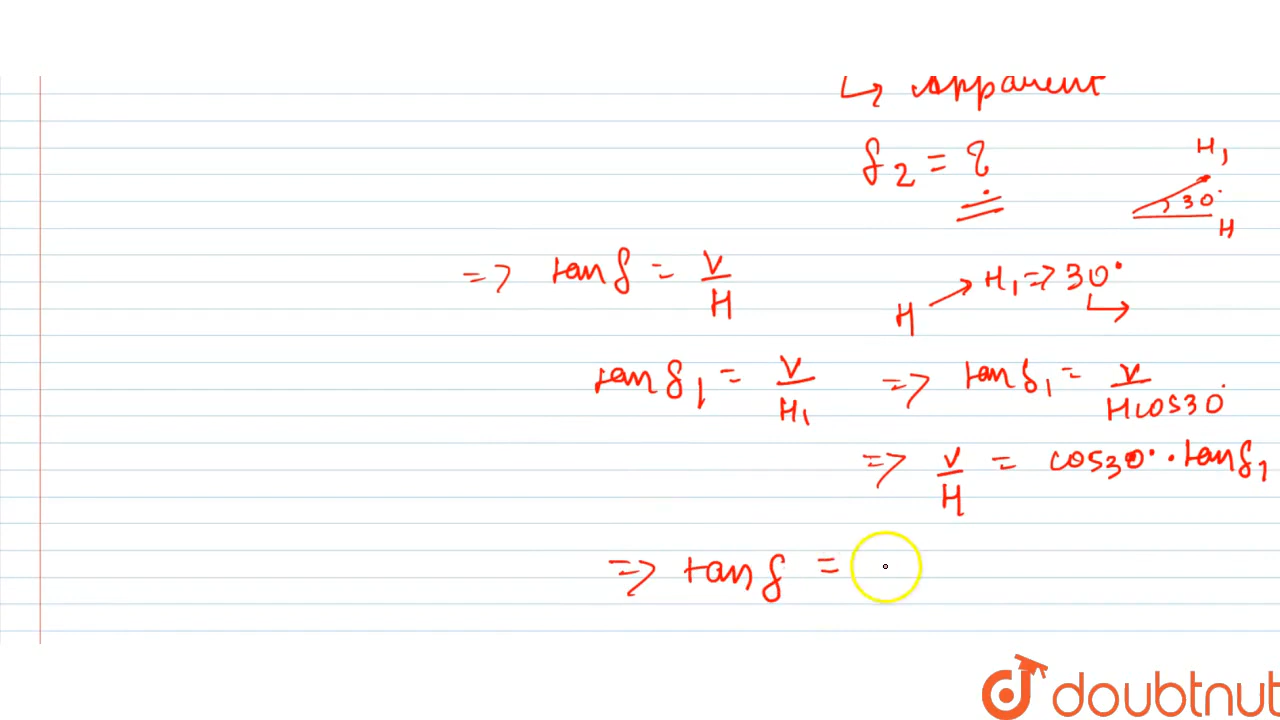 ↳ Apparent
δ₂ = ?
H₁
30°
H
=> tan δ = V/H
H → H₁ => 30°
tan δ₁ = V/H₁ => tan δ₁ = V/H cos 30°
=> V/H = cos 30° · tan δ₁
=> tan δ =
doubtnut